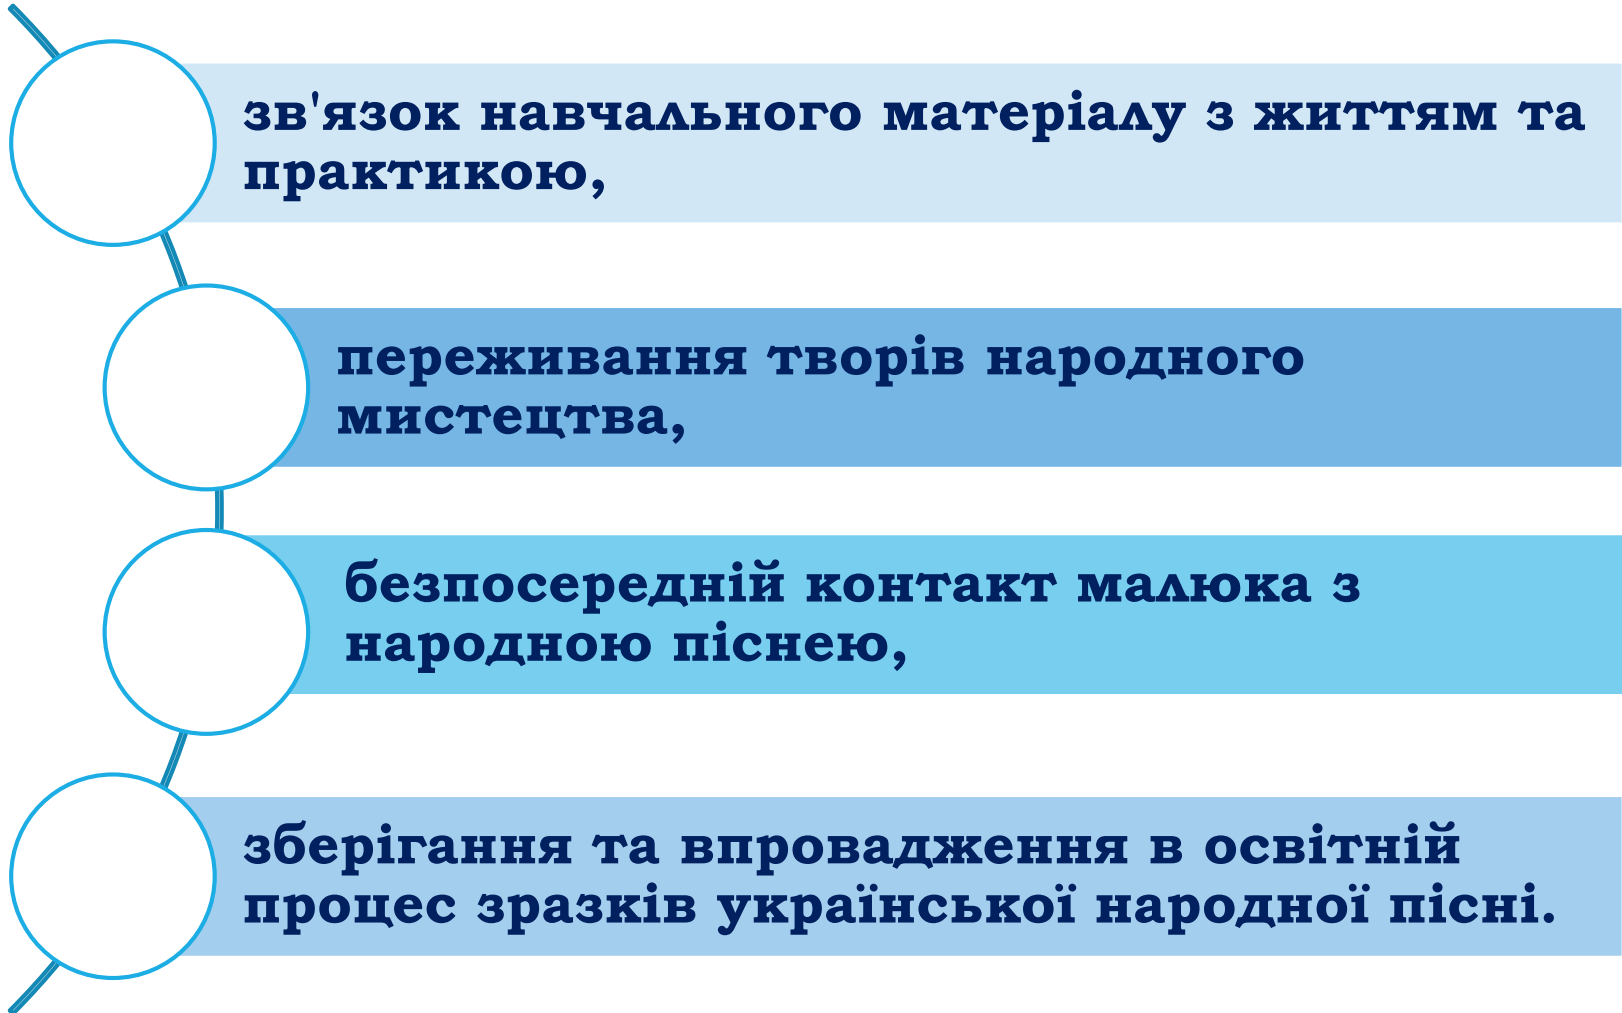 зв'язок навчального матеріалу з життям та
практикою,
переживання творів народного
мистецтва,
безпосередній контакт малюка з
народною піснею,
зберігання та впровадження в освітній
процес зразків української народної пісні.